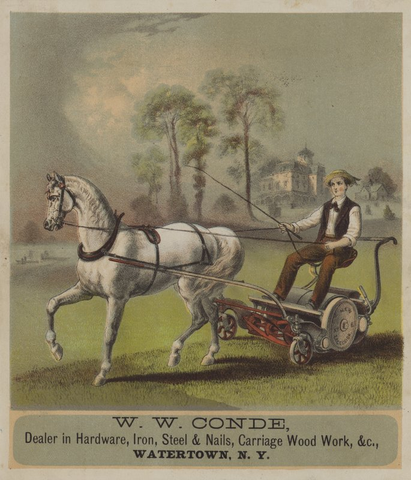 W. W. CONDE,
Dealer in Hardware, Iron, Steel & Nails, Carriage Wood Work, &c.,
WATERTOWN, N. Y.